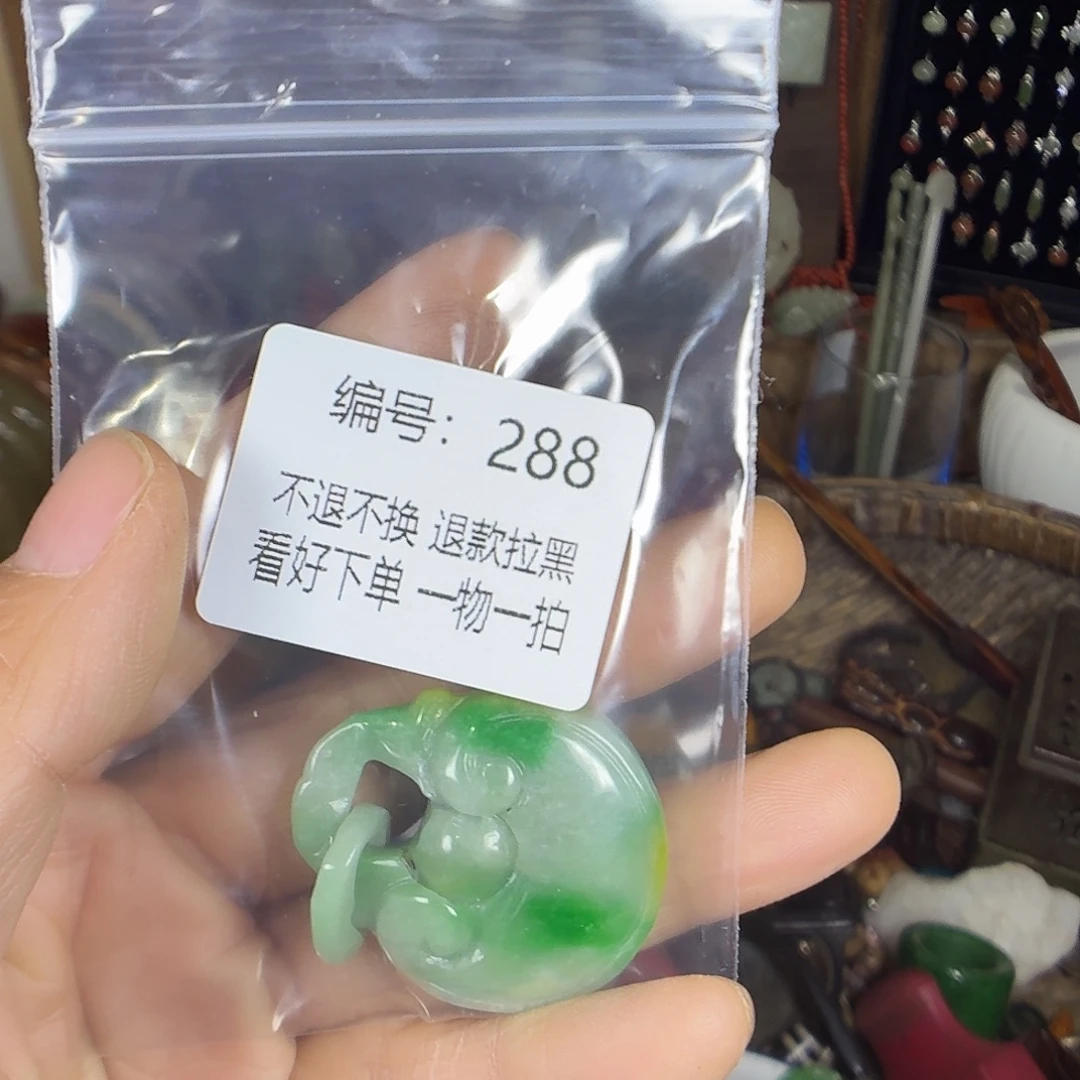 编号：288
不退不换 退款拉黑
看好下单 一物一拍